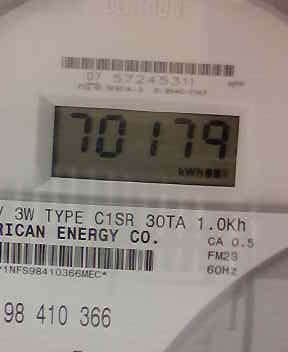 07 57245311
70179
kWh
/ 3W TYPE C1SR 30TA 1.0Kh
RICAN ENERGY CO.
CA 0.5
FM2S
60Hz
*1NFS98410366MEC*
98 410 366